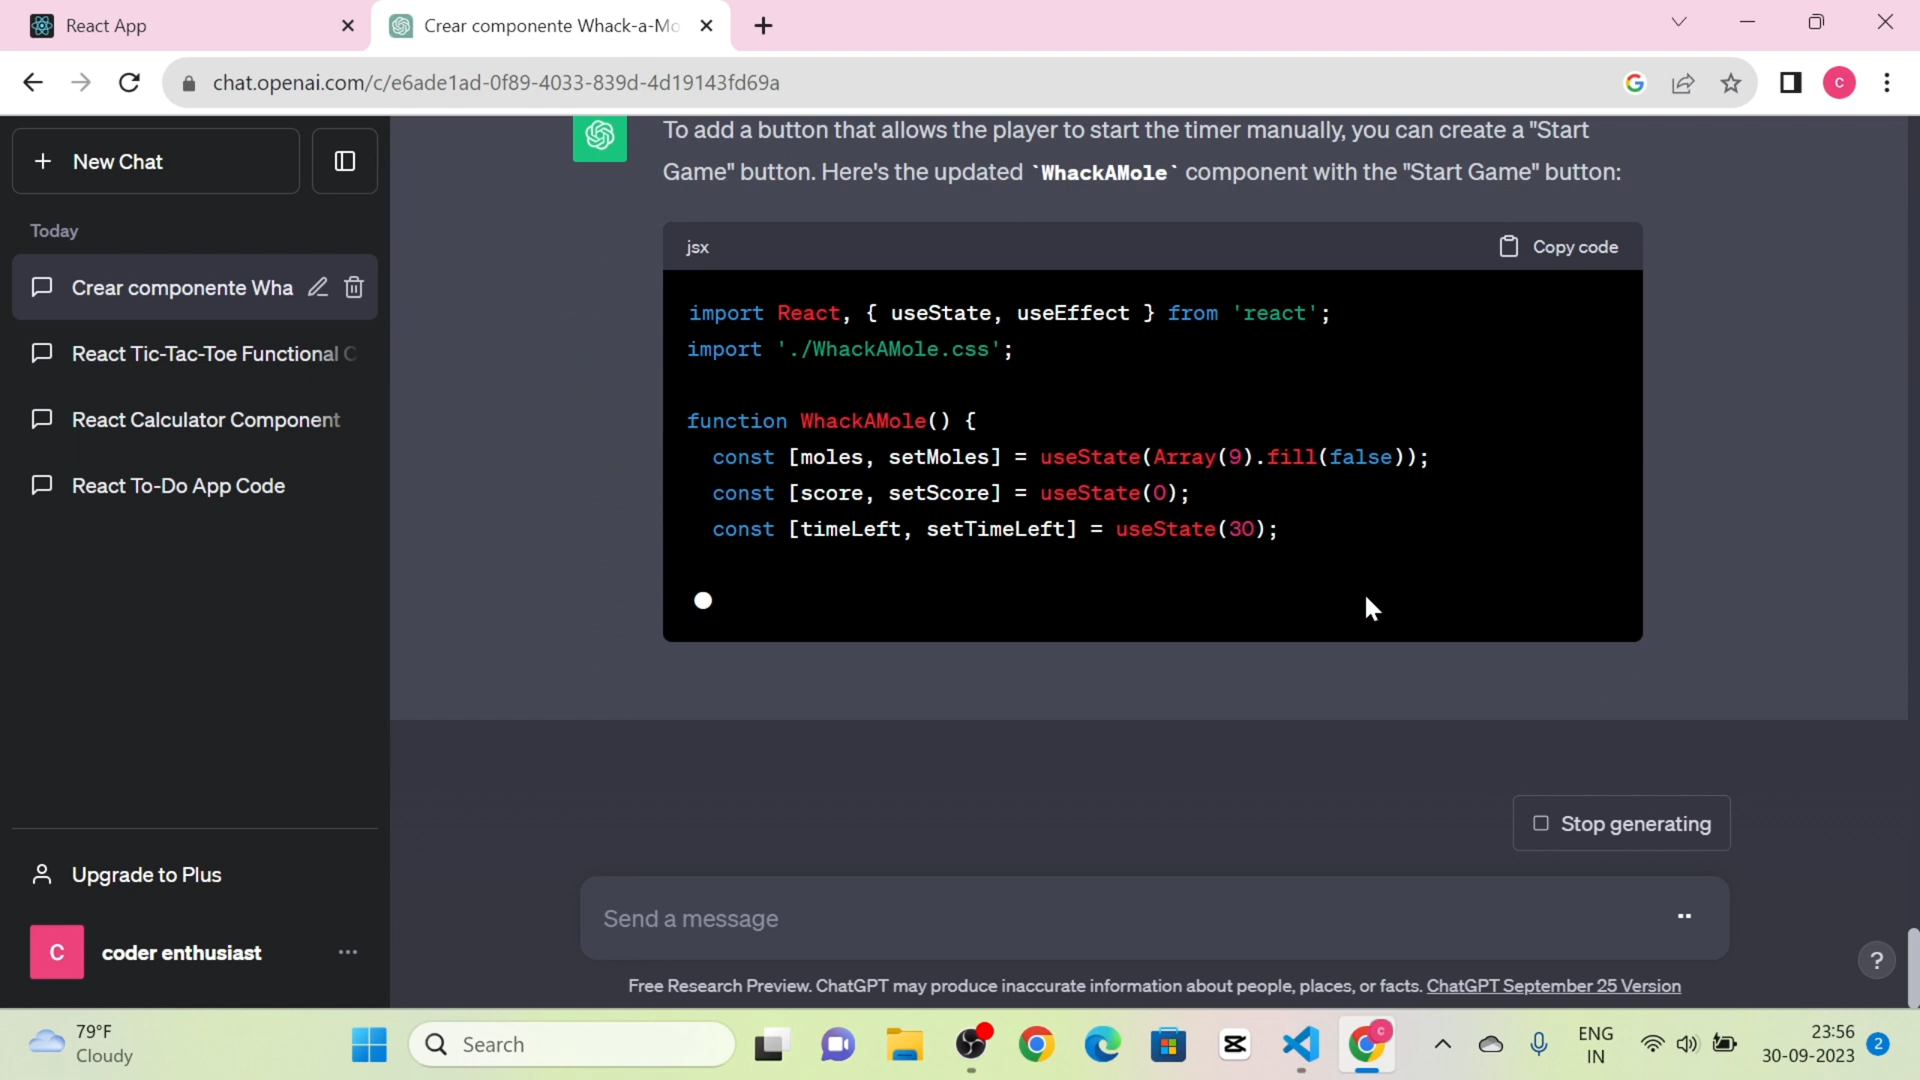 React App
Crear componente Whack-a-Mo
chat.openai.com/c/e6ade1ad-0f89-4033-839d-4d19143fd69a
C
New Chat
Today
Crear componente Wha
React Tic-Tac-Toe Functional C
React Calculator Component
React To-Do App Code
Upgrade to Plus
C
coder enthusiast
To add a button that allows the player to start the timer manually, you can create a "Start
Game" button. Here's the updated `WhackAMole` component with the "Start Game" button:
jsx
Copy code
import React, { useState, useEffect } from 'react';
import './WhackAMole.css';
function WhackAMole() {
const [moles, setMoles] = useState(Array(9).fill(false));
const [score, setScore] = useState(0);
const [timeLeft, setTimeLeft] = useState(30);
Stop generating
Send a message
?
Free Research Preview. ChatGPT may produce inaccurate information about people, places, or facts. ChatGPT September 25 Version
79°F
Cloudy
Search
C
ENG
IN
23:56
30-09-2023
2